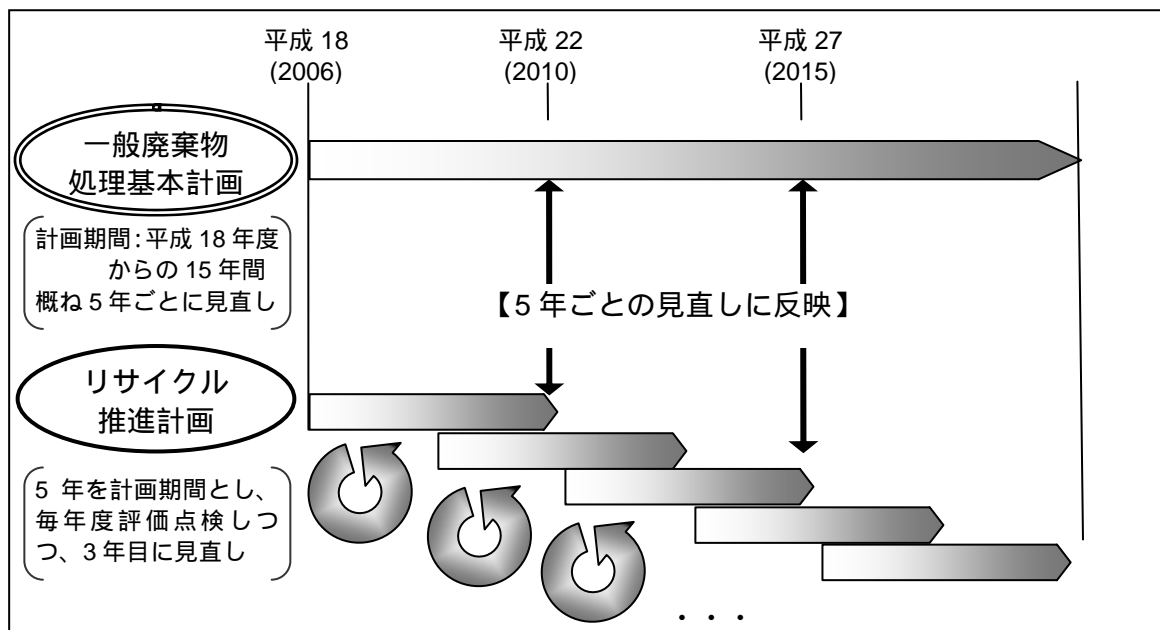 平成 18
(2006)
平成 22
(2010)
平成 27
(2015)
一般廃棄物
処理基本計画
計画期間：平成 18 年度
からの 15 年間
概ね 5 年ごとに見直し
【5 年ごとの見直しに反映】
リサイクル
推進計画
5 年を計画期間とし、
毎年度評価点検しつ
つ、3 年目に見直し
・・・